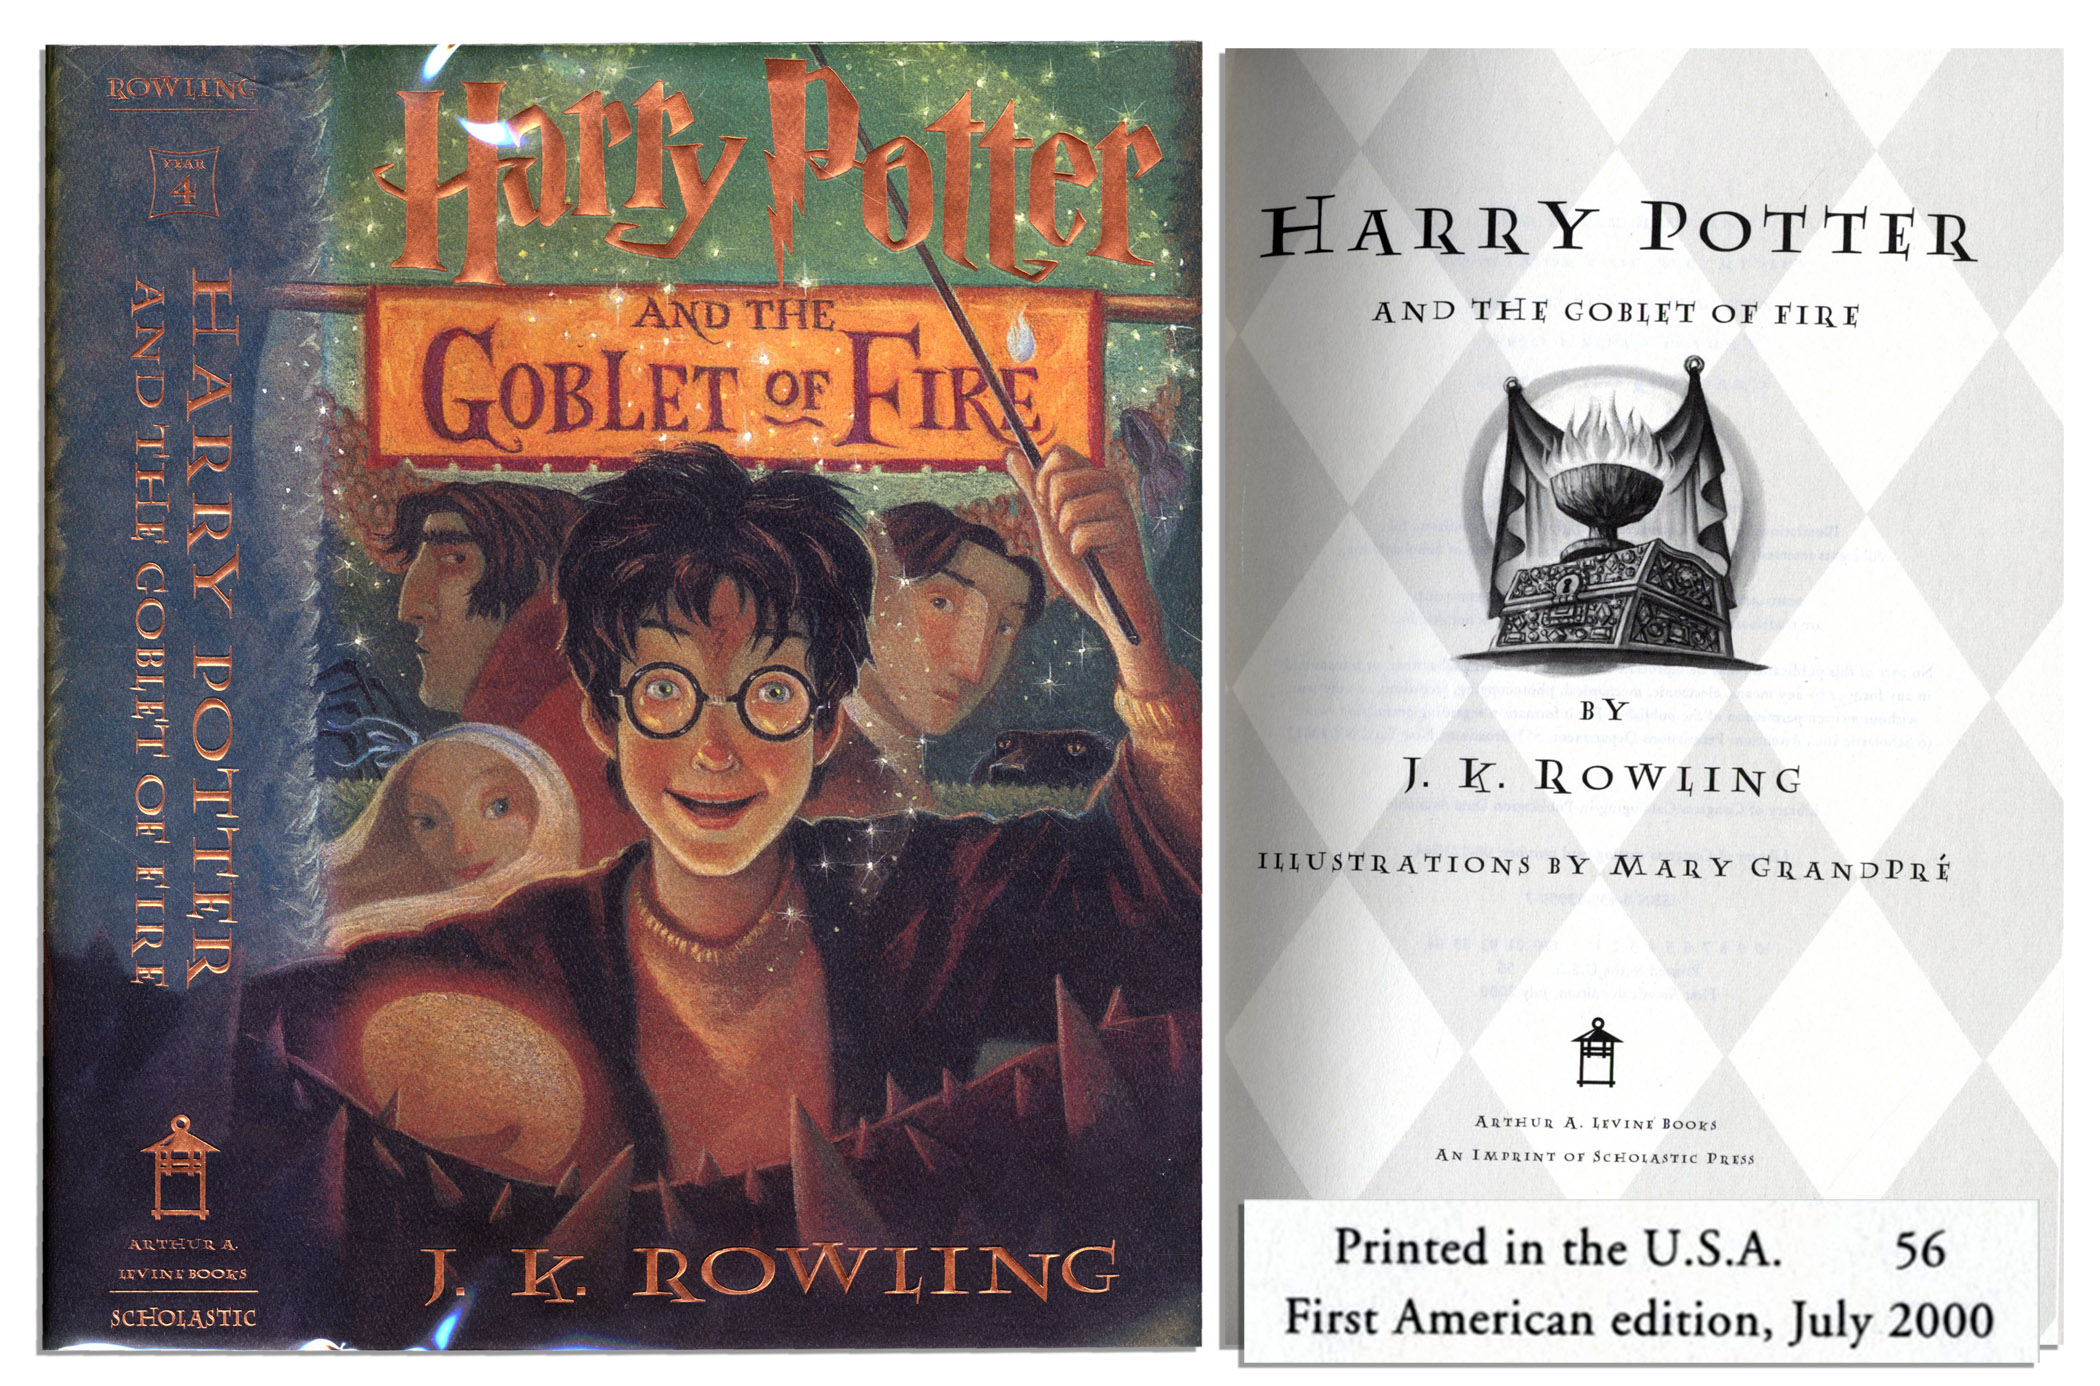 ROWLING
YEAR
4
HARRY POTTER
AND THE GOBLET OF FIRE
ARTHUR A.
LEVINE BOOKS
SCHOLASTIC
Harry Potter
AND THE
GOBLET OF FIRE
J. K. ROWLING
HARRY POTTER
AND THE GOBLET OF FIRE
BY
J. K. ROWLING
ILLUSTRATIONS BY MARY GRANDPRÉ
ARTHUR A. LEVINE BOOKS
AN IMPRINT OF SCHOLASTIC PRESS
Printed in the U.S.A. 56
First American edition, July 2000